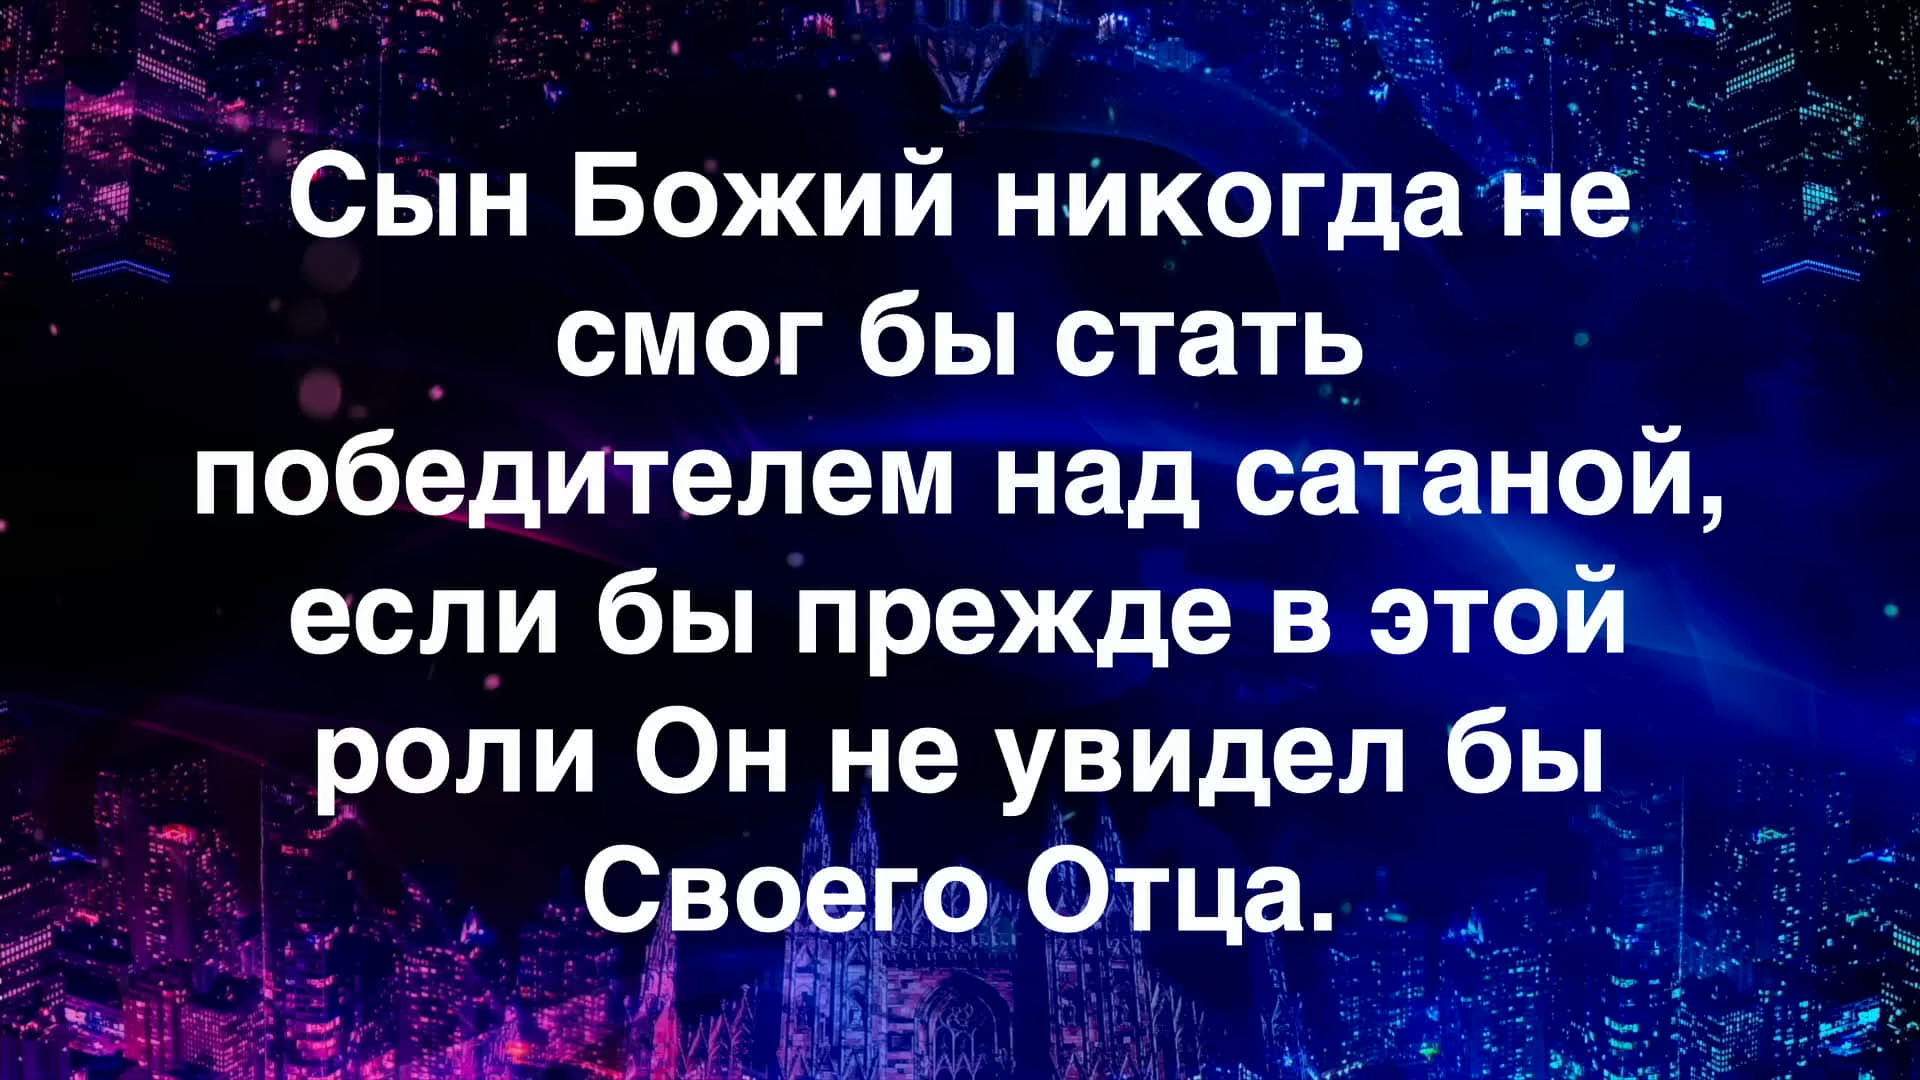 Сын Божий никогда не
смог бы стать
победителем над сатаной,
если бы прежде в этой
роли Он не увидел бы
Своего Отца.